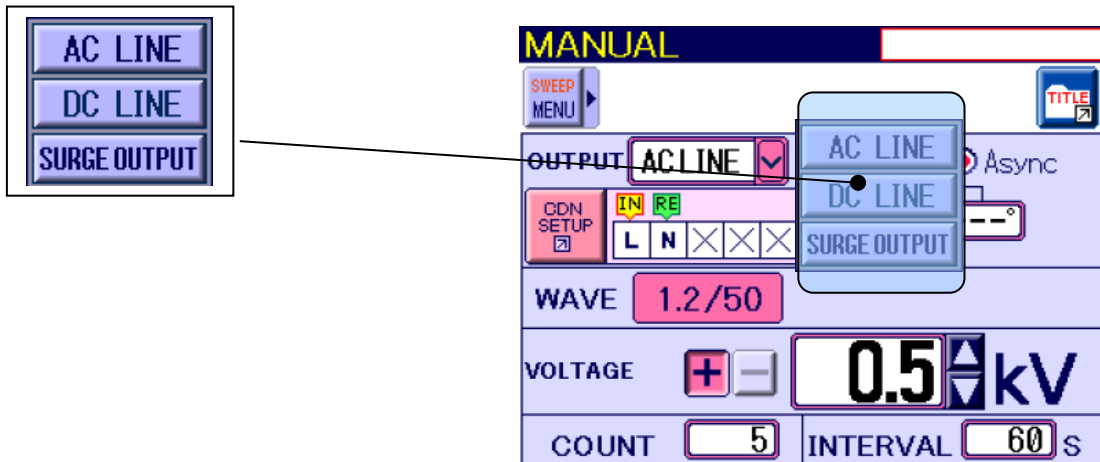 AC LINE
DC LINE
SURGE OUTPUT
MANUAL
SWEEP
MENU
TITLE
OUTPUT AC LINE
AC LINE
DC LINE
SURGE OUTPUT
Async
CDN
SETUP
IN RE
L N
--°
WAVE 1.2/50
VOLTAGE + − 0.5 kV
COUNT 5 INTERVAL 60 s